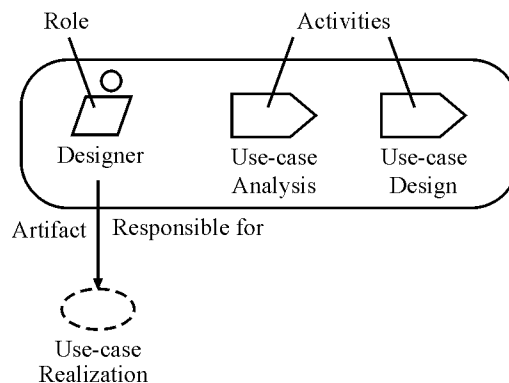 Role
Activities
Designer
Use-case
Analysis
Use-case
Design
Artifact
Responsible for
Use-case
Realization